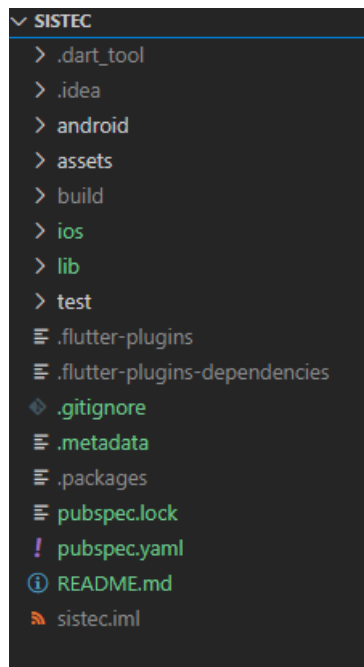 SISTEC
.dart_tool
.idea
android
assets
build
ios
lib
test
.flutter-plugins
.flutter-plugins-dependencies
.gitignore
.metadata
.packages
pubspec.lock
pubspec.yaml
README.md
sistec.iml